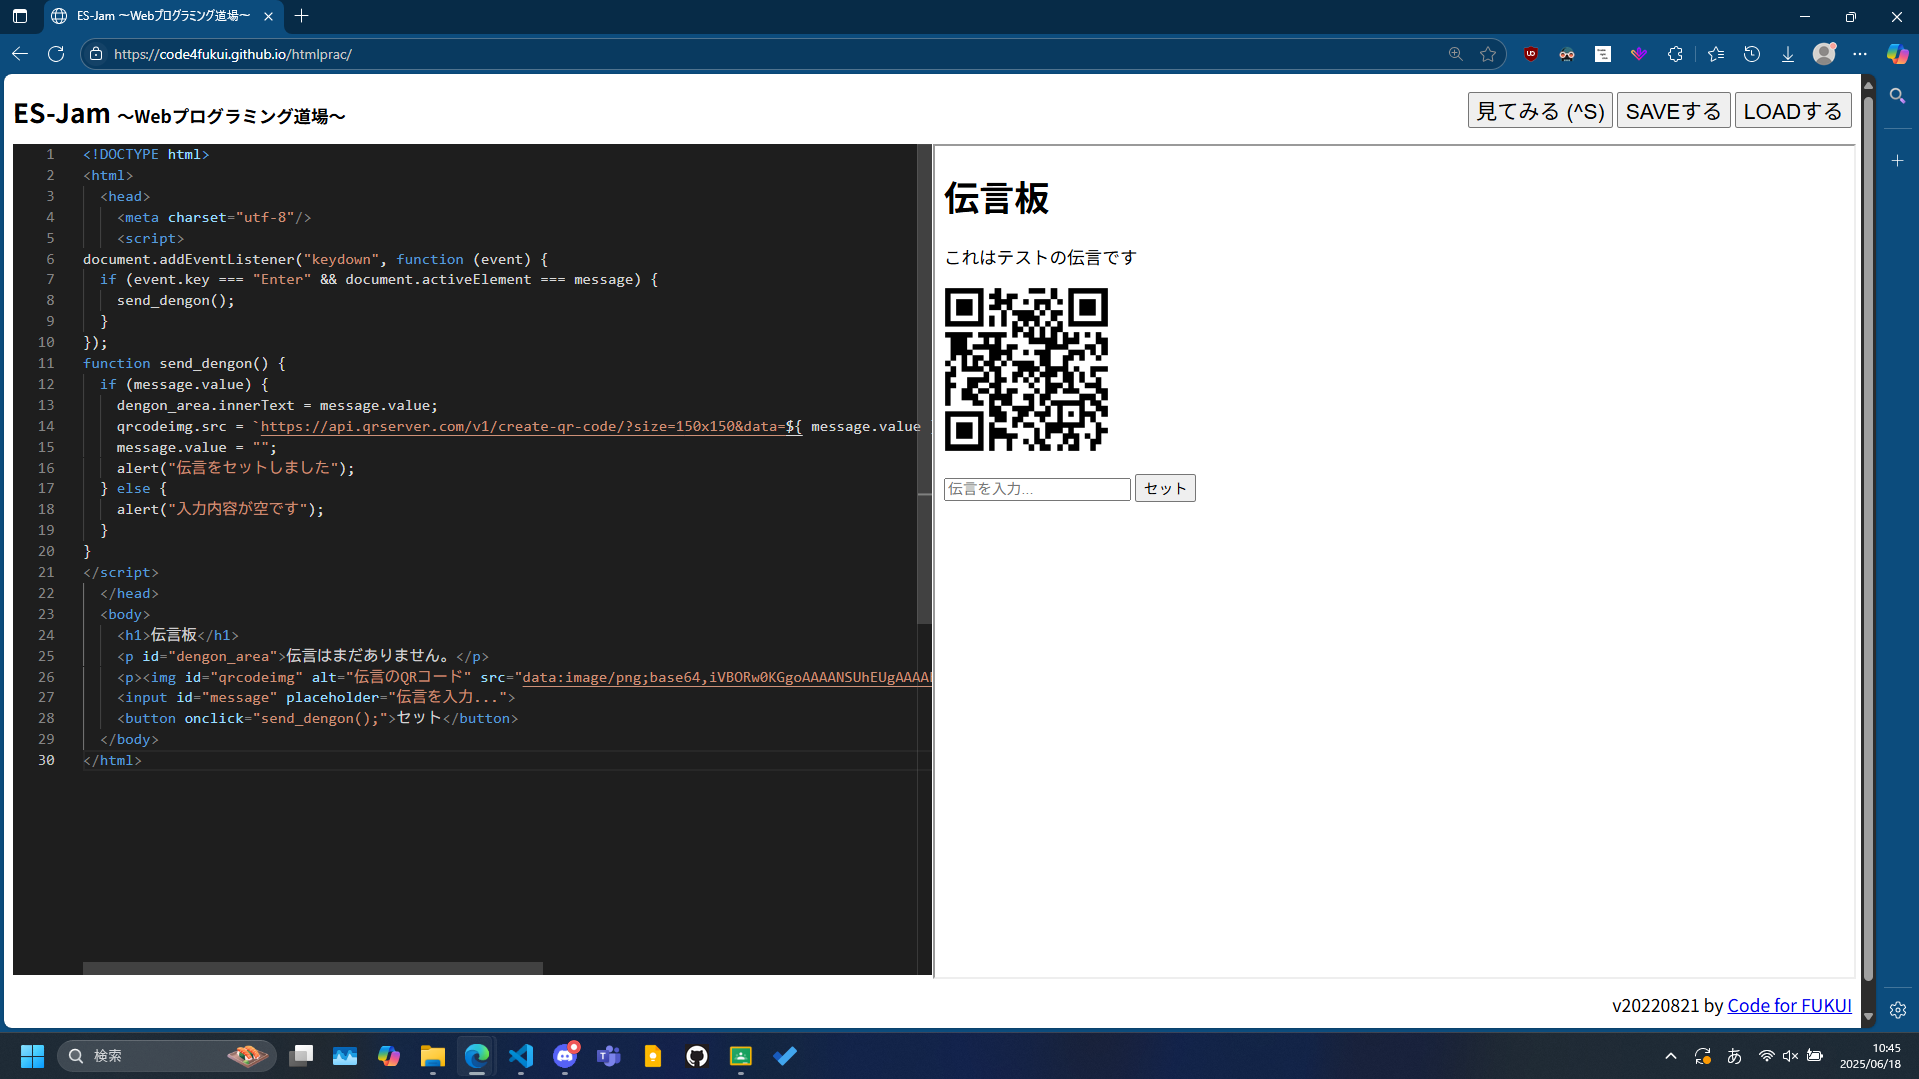 ES-Jam ～Webプログラミング道場～
https://code4fukui.github.io/htmlprac/
ES-Jam ～Webプログラミング道場～
見てみる (^S)
SAVEする
LOADする
1 <!DOCTYPE html>
2 <html>
3 <head>
4 <meta charset="utf-8"/>
5 <script>
6 document.addEventListener("keydown", function (event) {
7 if (event.key === "Enter" && document.activeElement === message) {
8 send_dengon();
9 }
10 });
11 function send_dengon() {
12 if (message.value) {
13 dengon_area.innerText = message.value;
14 qrcodeimg.src = `https://api.qrserver.com/v1/create-qr-code/?size=150x150&data=${ message.value
15 message.value = "";
16 alert("伝言をセットしました");
17 } else {
18 alert("入力内容が空です");
19 }
20 }
21 </script>
22 </head>
23 <body>
24 <h1>伝言板</h1>
25 <p id="dengon_area">伝言はまだありません。</p>
26 <p><img id="qrcodeimg" alt="伝言のQRコード" src="data:image/png;base64,iVBORw0KGgoAAAANSUhEUgAAAA
27 <input id="message" placeholder="伝言を入力...">
28 <button onclick="send_dengon();">セット</button>
29 </body>
30 </html>
伝言板
これはテストの伝言です
伝言を入力...
セット
v20220821 by Code for FUKUI
検索
あ
10:45
2025/06/18